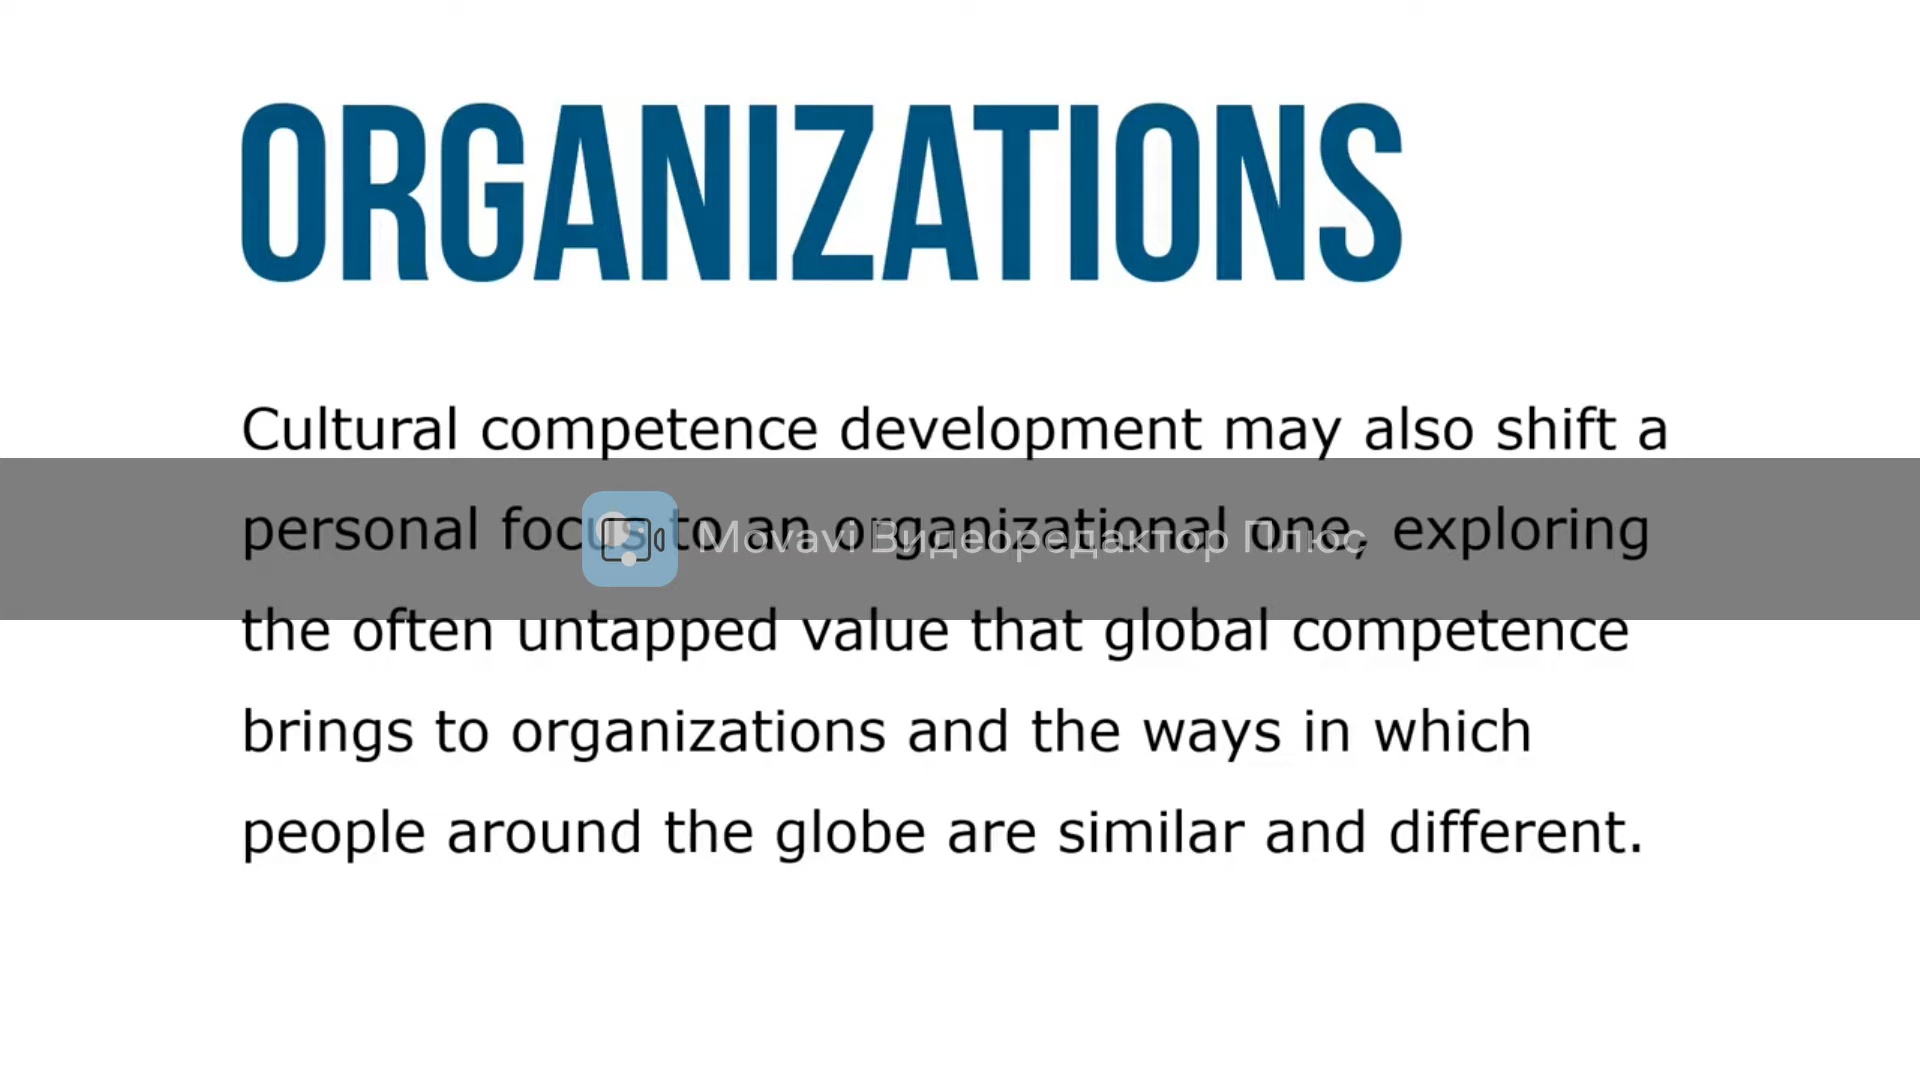 ORGANIZATIONS
Cultural competence development may also shift a
personal focus to an organizational one, exploring
Movavi Видеоредактор Плюс
the often untapped value that global competence
brings to organizations and the ways in which
people around the globe are similar and different.